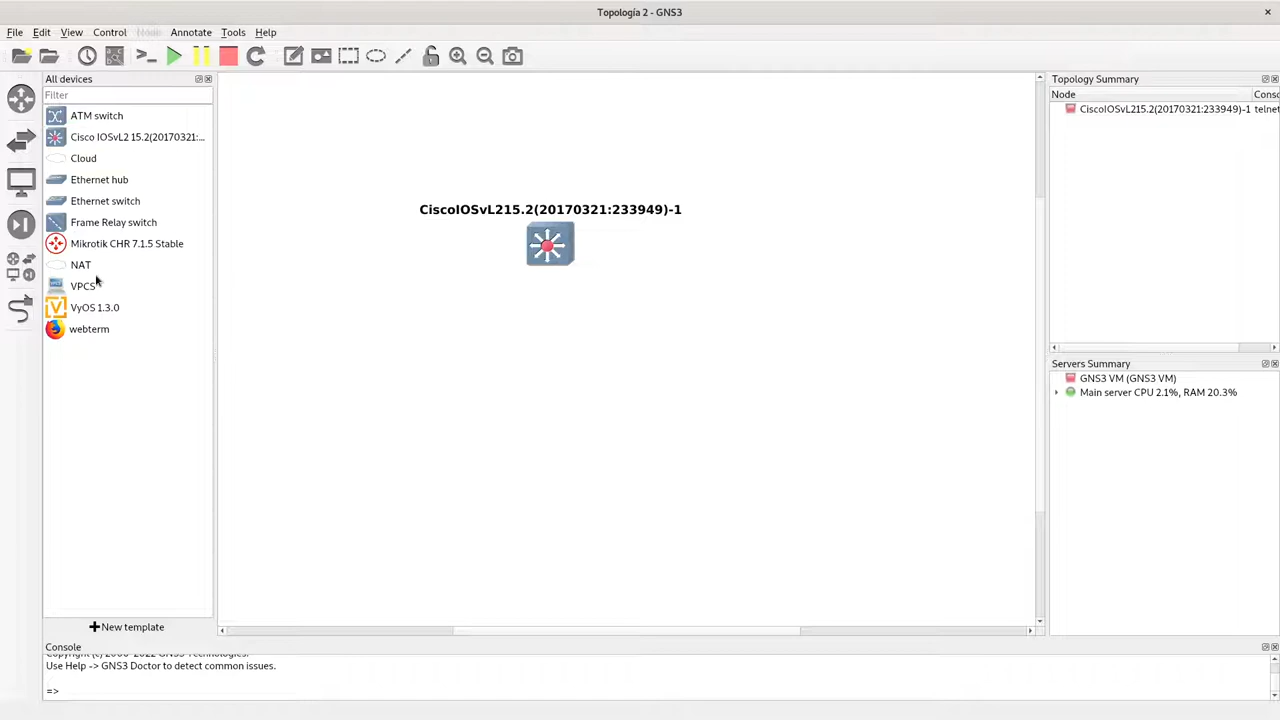 Topología 2 - GNS3
File Edit View Control Node Annotate Tools Help
All devices
Filter
ATM switch
Cisco IOSvL2 15.2(20170321:...
Cloud
Ethernet hub
Ethernet switch
Frame Relay switch
Mikrotik CHR 7.1.5 Stable
NAT
VPCS
VyOS 1.3.0
webterm
New template
CiscoIOSvL215.2(20170321:233949)-1
Topology Summary
Node Conso
CiscoIOSvL215.2(20170321:233949)-1 telnet
Servers Summary
GNS3 VM (GNS3 VM)
Main server CPU 2.1%, RAM 20.3%
Console
Use Help -> GNS3 Doctor to detect common issues.
=>